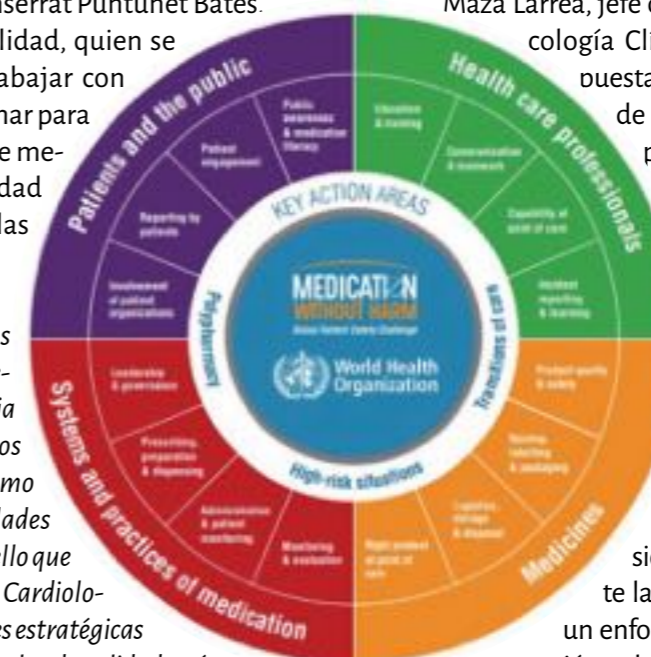 nserrat Puntunet Bates.
lidad, quien se
abajar con
nar para
e me-
dad
las
s
ia
os
mo
dades
ello que
Cardiolo-
es estratégicas
Maza Larrea, jefe
cología Clí
puesta
de
sie
te la
un enfo
Patients and the public
Public
awareness
& medication
literacy
Patient
engagement
Reporting by
patients
Involvement
of patient
organizations
Health care professionals
Education
& training
Communication
& teamwork
Capability at
point of care
Incident
reporting
& learning
Medicines
Product quality
& safety
Naming,
labelling
& packaging
Logistics,
storage
& disposal
Right product
at point of
care
Systems and practices of medication
Leadership
& governance
Prescribing,
preparation
& dispensing
Administration
& patient
monitoring
Monitoring
& evaluation
KEY ACTION AREAS
Polypharmacy
Transitions of care
High-risk situations
MEDICATION
WITHOUT HARM
Global Patient Safety Challenge
World Health
Organization